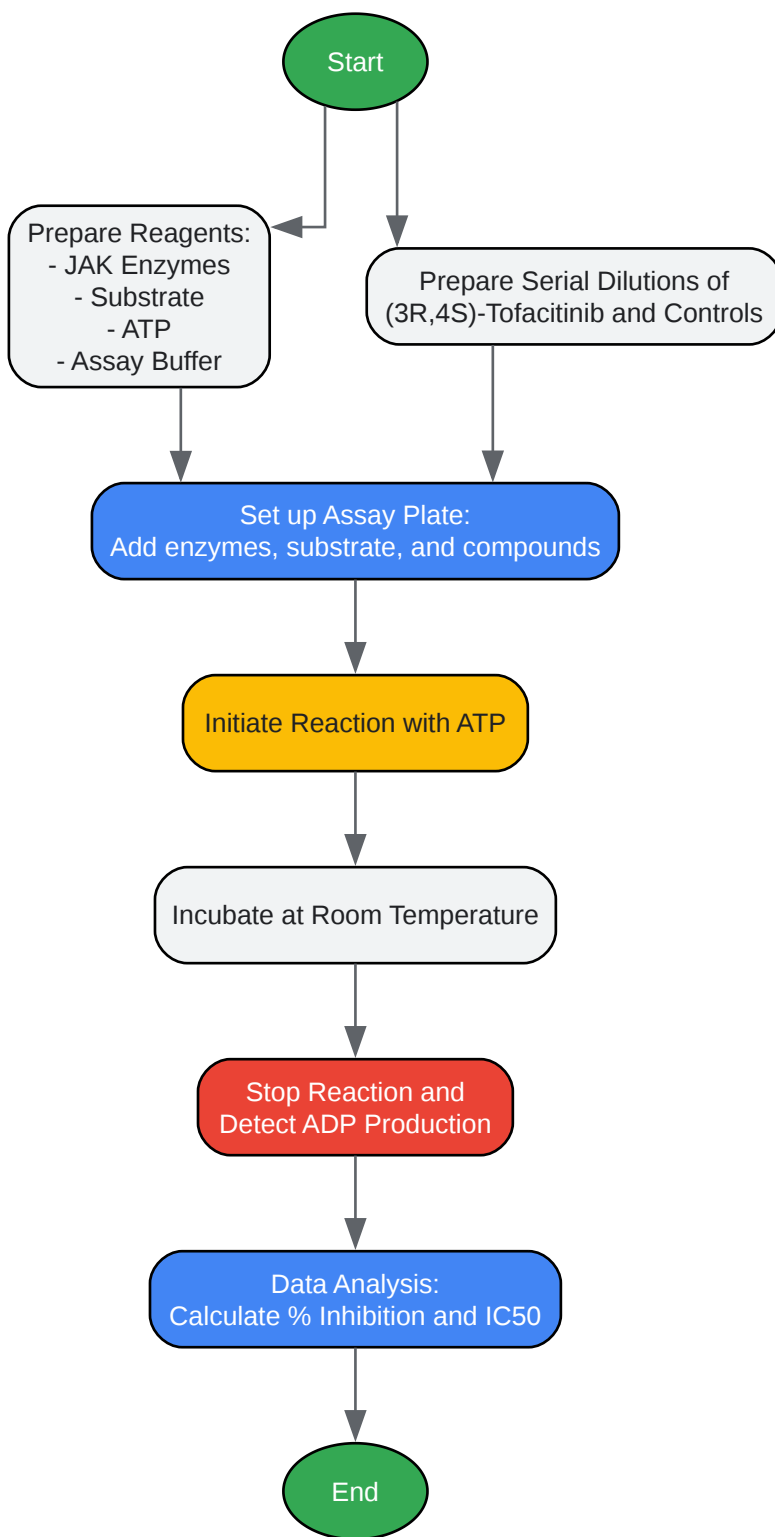 Start
Prepare Reagents:
- JAK Enzymes
- Substrate
- ATP
- Assay Buffer
Prepare Serial Dilutions of
(3R,4S)-Tofacitinib and Controls
Set up Assay Plate:
Add enzymes, substrate, and compounds
Initiate Reaction with ATP
Incubate at Room Temperature
Stop Reaction and
Detect ADP Production
Data Analysis:
Calculate % Inhibition and IC50
End